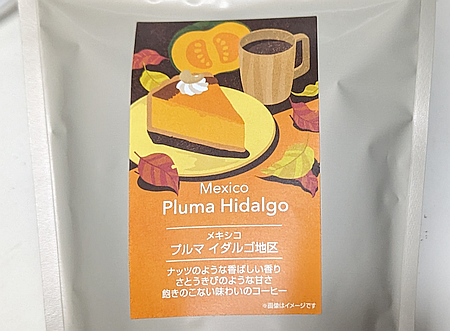 Mexico
Pluma Hidalgo
メキシコ
プルマ イダルゴ地区
ナッツのような香ばしい香り
さとうきびのような甘さ
飽きのこない味わいのコーヒー
※画像はイメージです